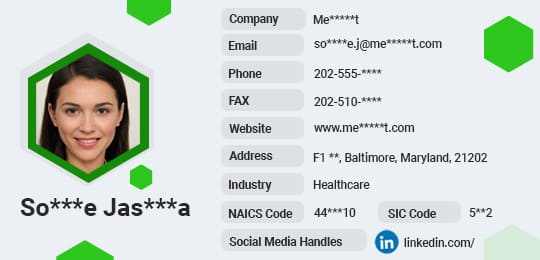 Company Me*****t
Email so****e.j@me*****t.com
Phone 202-555-****
FAX 202-510-****
Website www.me*****t.com
Address F1 **, Baltimore, Maryland, 21202
Industry Healthcare
So***e Jas***a
NAICS Code 44***10 SIC Code 5**2
Social Media Handles in linkedin.com/